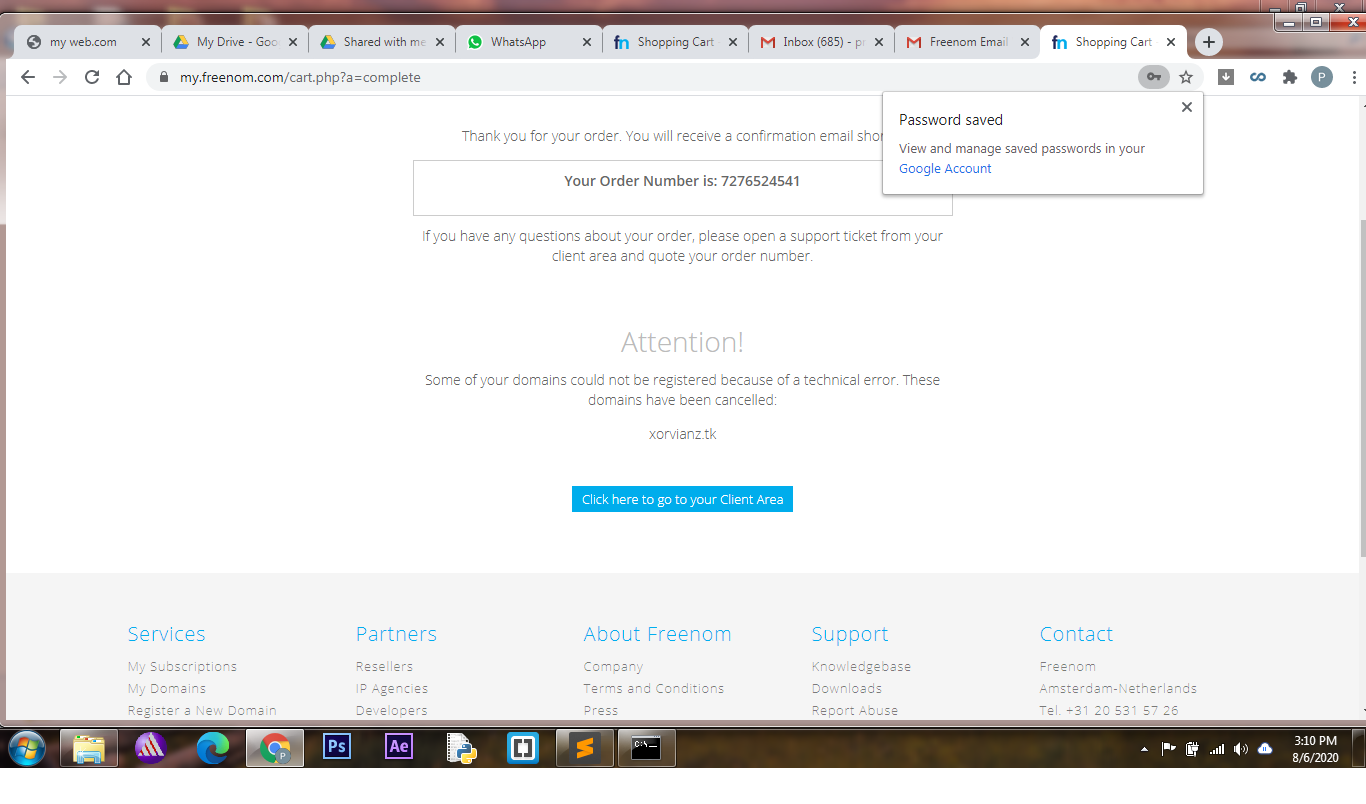 my web.com
My Drive - Goo
Shared with me
WhatsApp
fn Shopping Cart
Inbox (685) - pr
Freenom Email
fn Shopping Cart
my.freenom.com/cart.php?a=complete
P
Password saved
View and manage saved passwords in your
Google Account
Thank you for your order. You will receive a confirmation email shor
Your Order Number is: 7276524541
If you have any questions about your order, please open a support ticket from your
client area and quote your order number.
Attention!
Some of your domains could not be registered because of a technical error. These
domains have been cancelled:
xorvianz.tk
Click here to go to your Client Area
Services
My Subscriptions
My Domains
Register a New Domain
Partners
Resellers
IP Agencies
Developers
About Freenom
Company
Terms and Conditions
Press
Support
Knowledgebase
Downloads
Report Abuse
Contact
Freenom
Amsterdam-Netherlands
Tel. +31 20 531 57 26
P
Ps
Ae
C:\
3:10 PM
8/6/2020